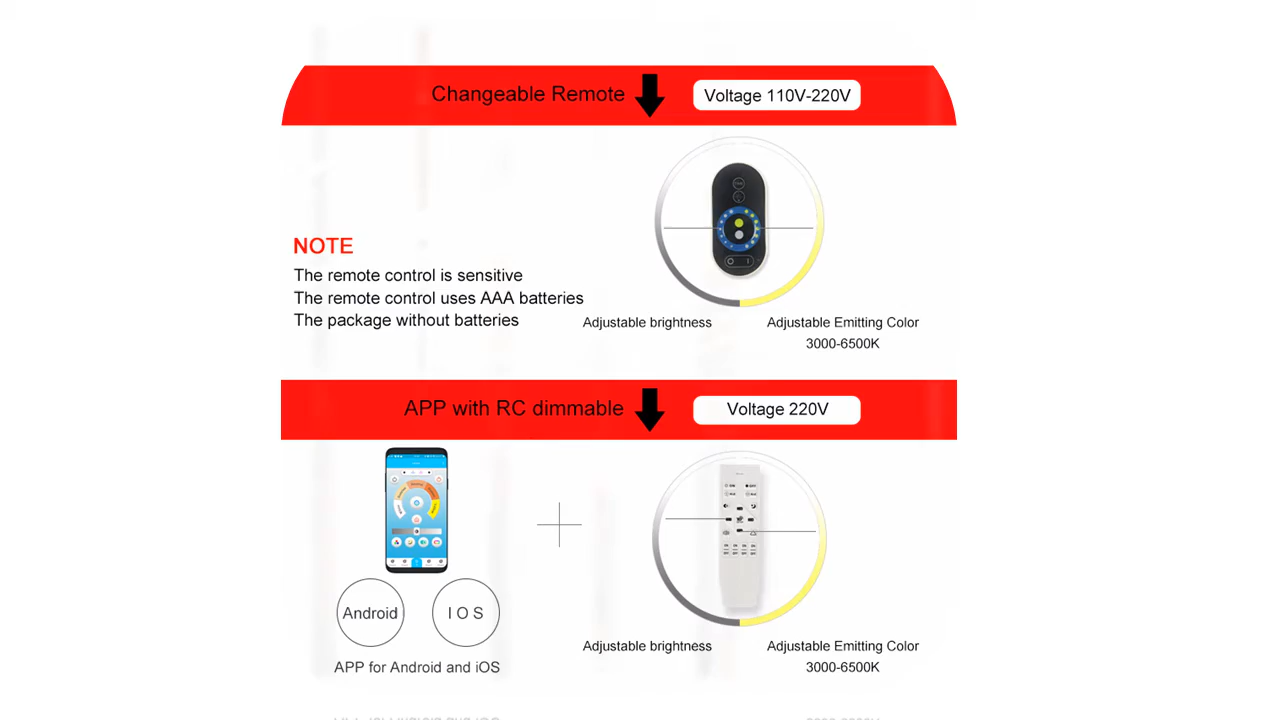 Changeable Remote
Voltage 110V-220V
NOTE
The remote control is sensitive
The remote control uses AAA batteries
The package without batteries
Adjustable brightness
Adjustable Emitting Color
3000-6500K
APP with RC dimmable
Voltage 220V
Android
IOS
APP for Android and iOS
Adjustable brightness
Adjustable Emitting Color
3000-6500K